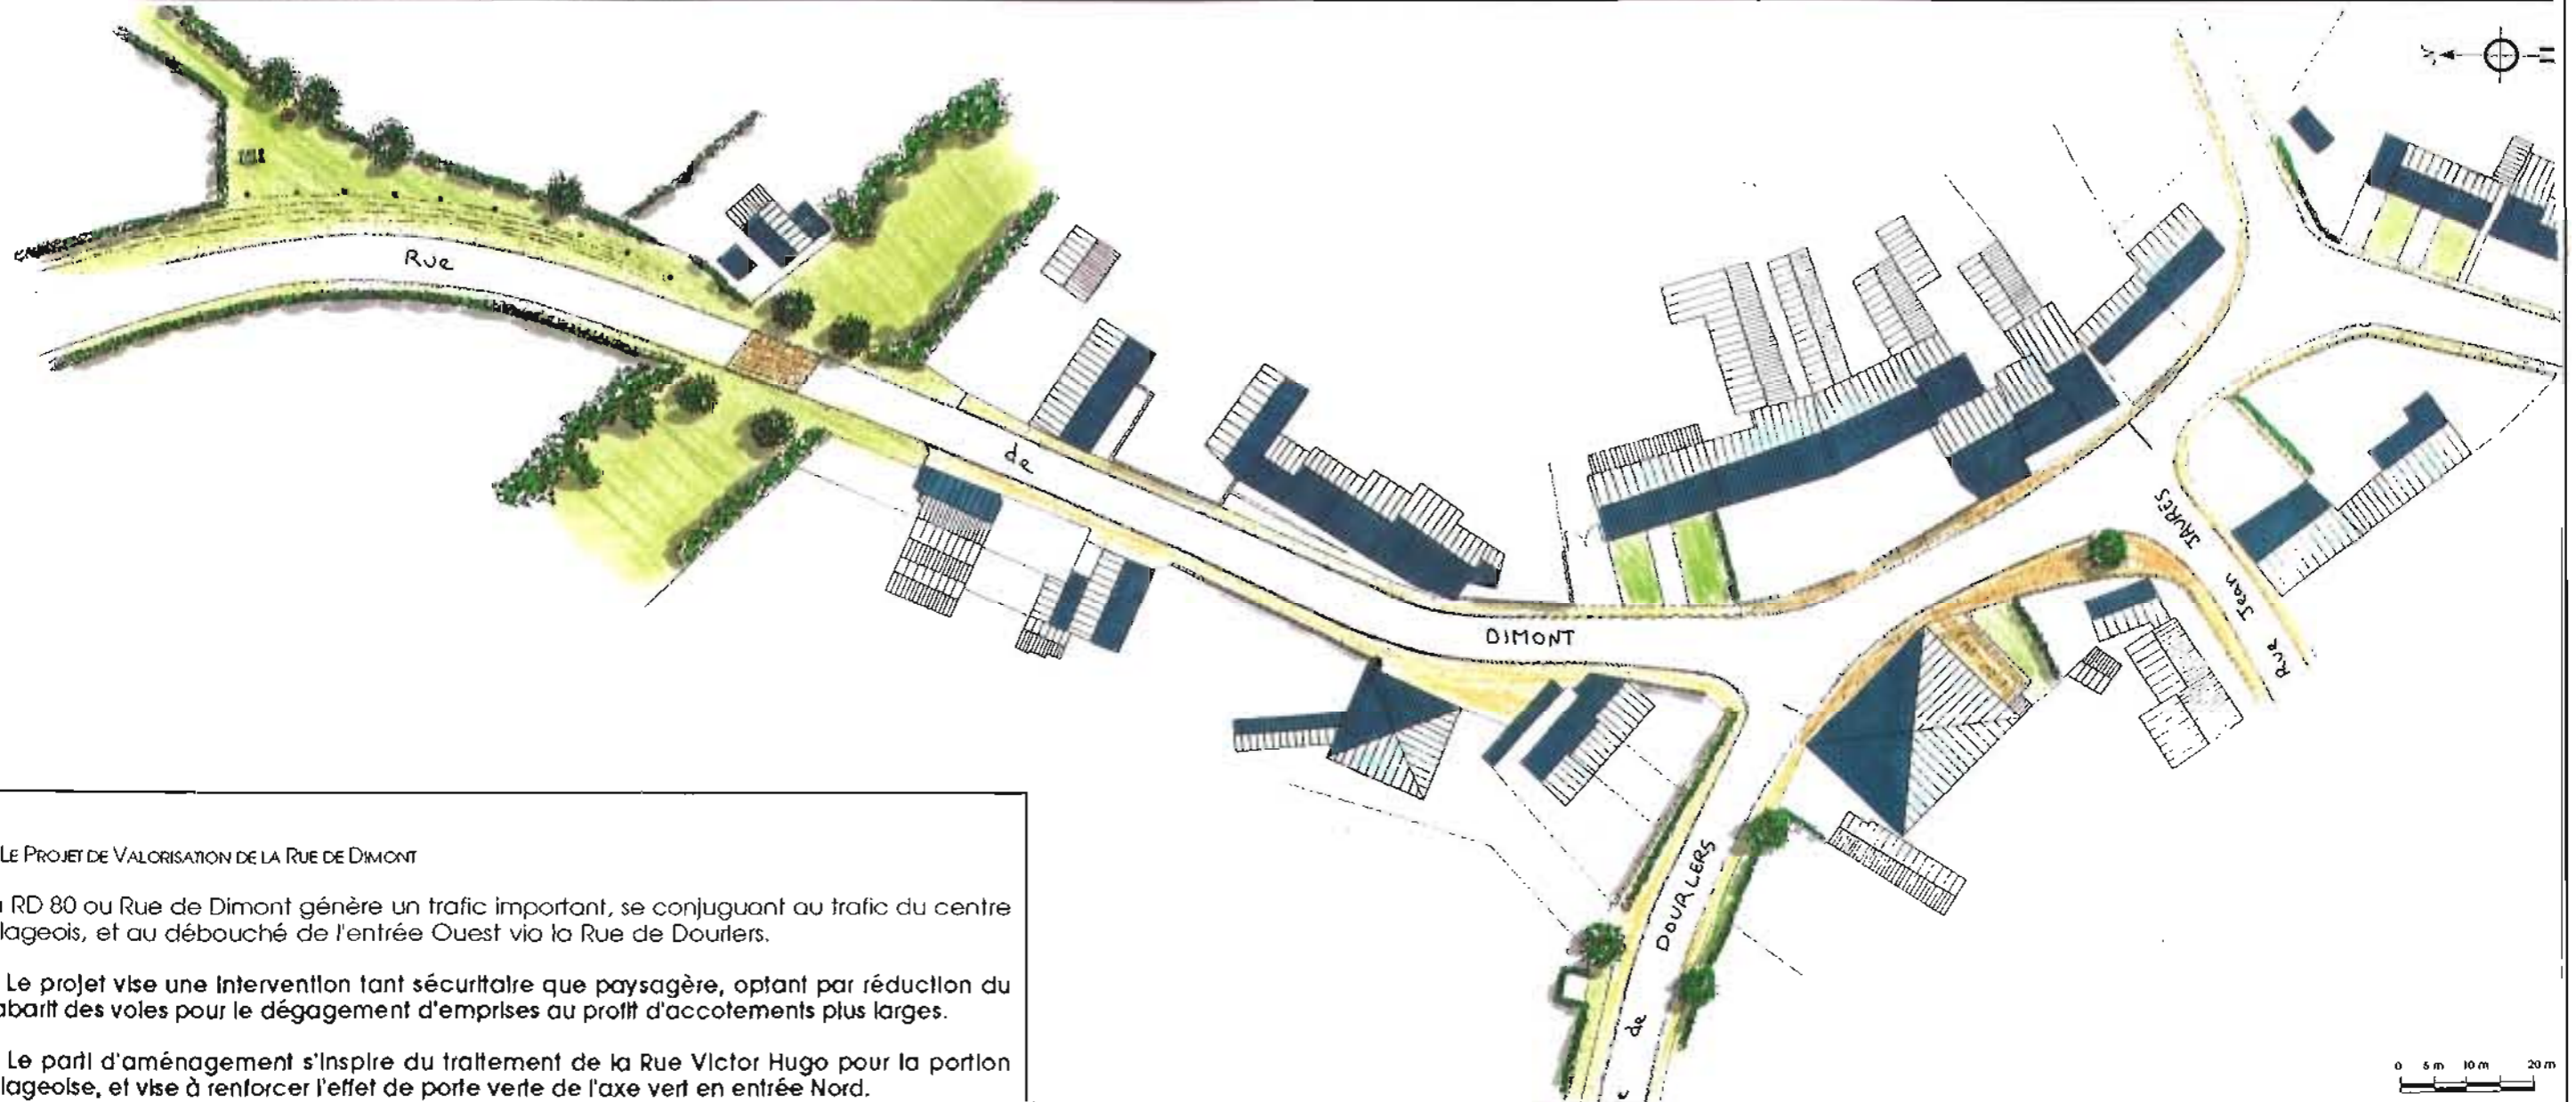 Rue
de
DIMONT
JAURÈS
Jean
Rue
DOURLERS
de
LE PROJET DE VALORISATION DE LA RUE DE DIMONT
RD 80 ou Rue de Dimont génère un trafic important, se conjuguant au trafic du centre
lageois, et au débouché de l'entrée Ouest via la Rue de Dourlers.
Le projet vise une intervention tant sécuritaire que paysagère, optant par réduction du
abarit des voies pour le dégagement d'emprises au profit d'accotements plus larges.
Le parti d'aménagement s'inspire du traitement de la Rue Victor Hugo pour la portion
lageoise, et vise à renforcer l'effet de porte verte de l'axe vert en entrée Nord.
0 5 m 10 m 20 m